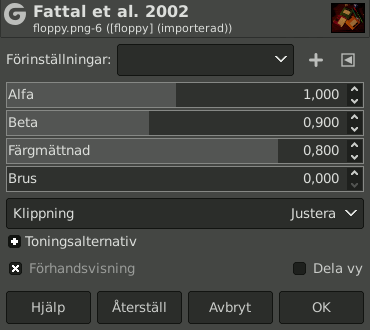 Fattal et al. 2002
floppy.png-6 ([floppy] (importerad))
Förinställningar:
Alfa 1,000
Beta 0,900
Färgmättnad 0,800
Brus 0,000
Klippning Justera
Toningsalternativ
Förhandsvisning Dela vy
Hjälp Återställ Avbryt OK